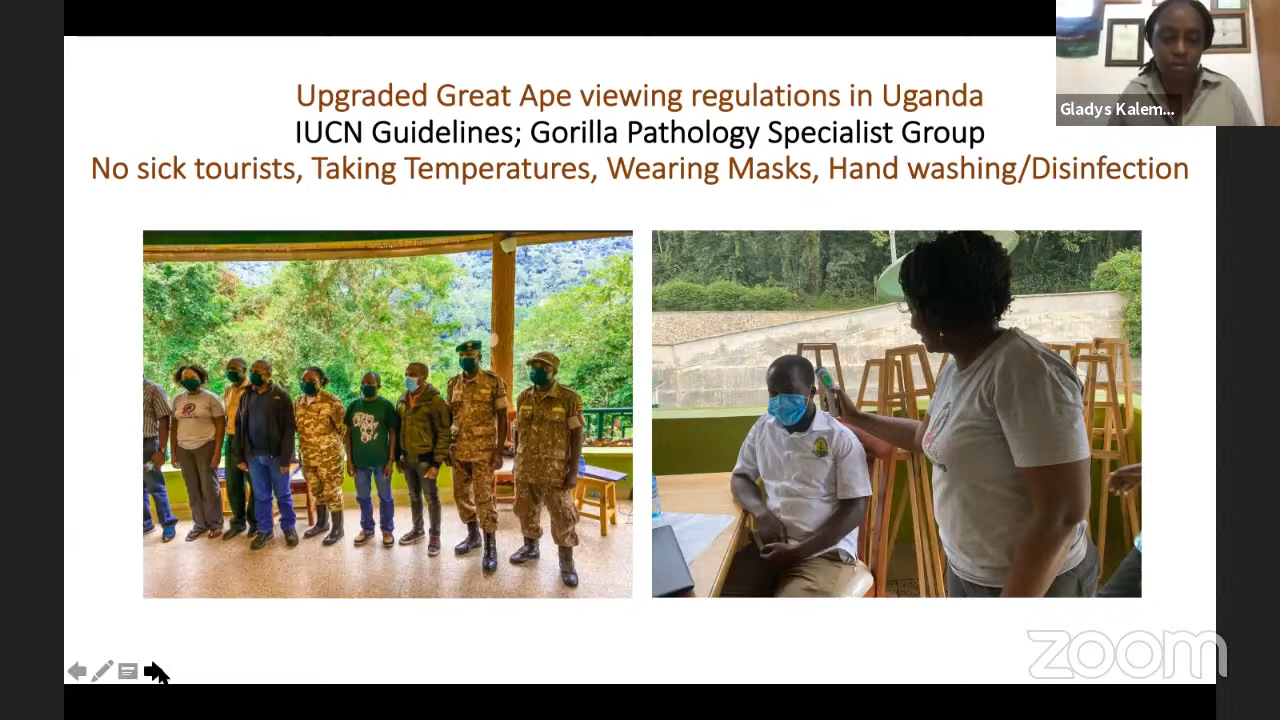 Upgraded Great Ape viewing regulations in Uganda
IUCN Guidelines; Gorilla Pathology Specialist Group
No sick tourists, Taking Temperatures, Wearing Masks, Hand washing/Disinfection
Gladys Kalem...
zoom